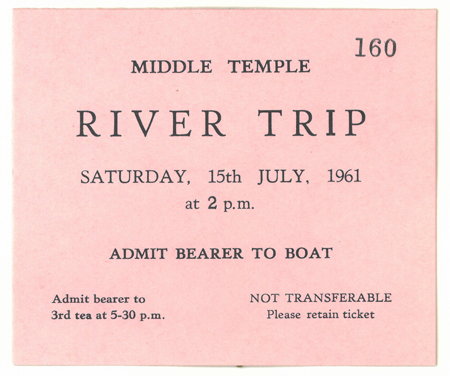 160
MIDDLE TEMPLE
RIVER TRIP
SATURDAY, 15th JULY, 1961
at 2 p.m.
ADMIT BEARER TO BOAT
Admit bearer to
3rd tea at 5-30 p.m.
NOT TRANSFERABLE
Please retain ticket